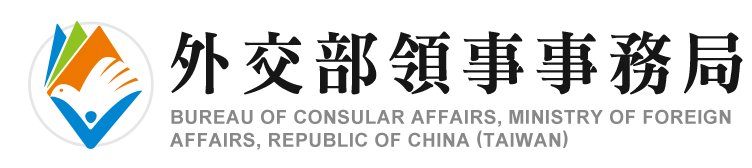 外交部領事事務局
BUREAU OF CONSULAR AFFAIRS, MINISTRY OF FOREIGN
AFFAIRS, REPUBLIC OF CHINA (TAIWAN)